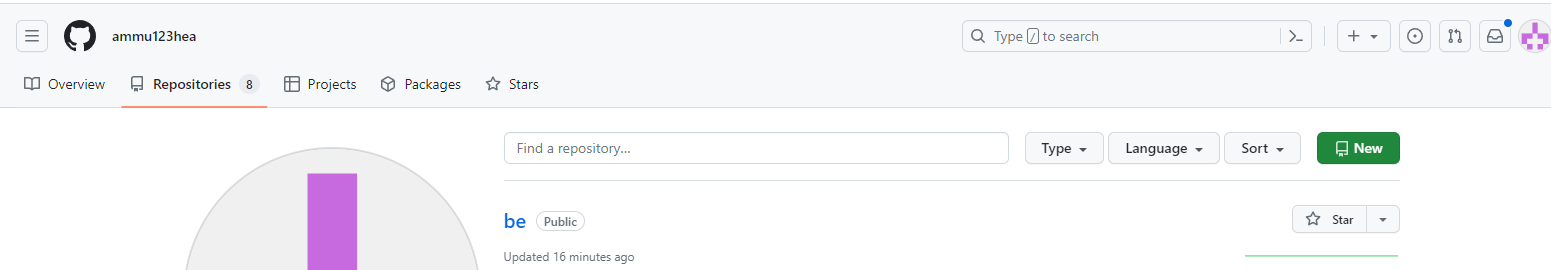 ammu123hea
Type / to search
Overview Repositories 8 Projects Packages Stars
Find a repository... Type Language Sort New
be Public Star
Updated 16 minutes ago